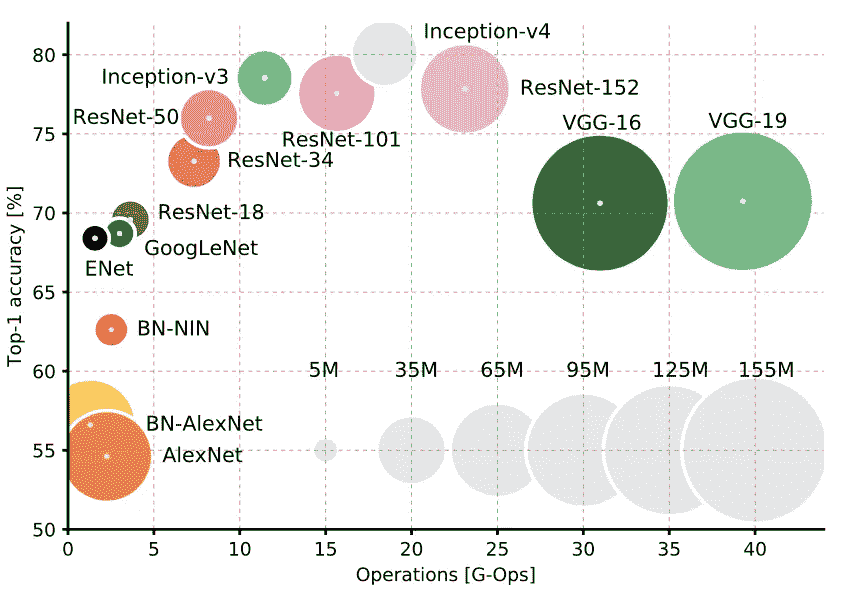 Top-1 accuracy [%]
80
75
70
65
60
55
50
Inception-v4
Inception-v3
ResNet-152
ResNet-50
VGG-16
VGG-19
ResNet-101
ResNet-34
ResNet-18
GoogLeNet
ENet
BN-NIN
5M 35M 65M 95M 125M 155M
BN-AlexNet
AlexNet
0 5 10 15 20 25 30 35 40
Operations [G-Ops]